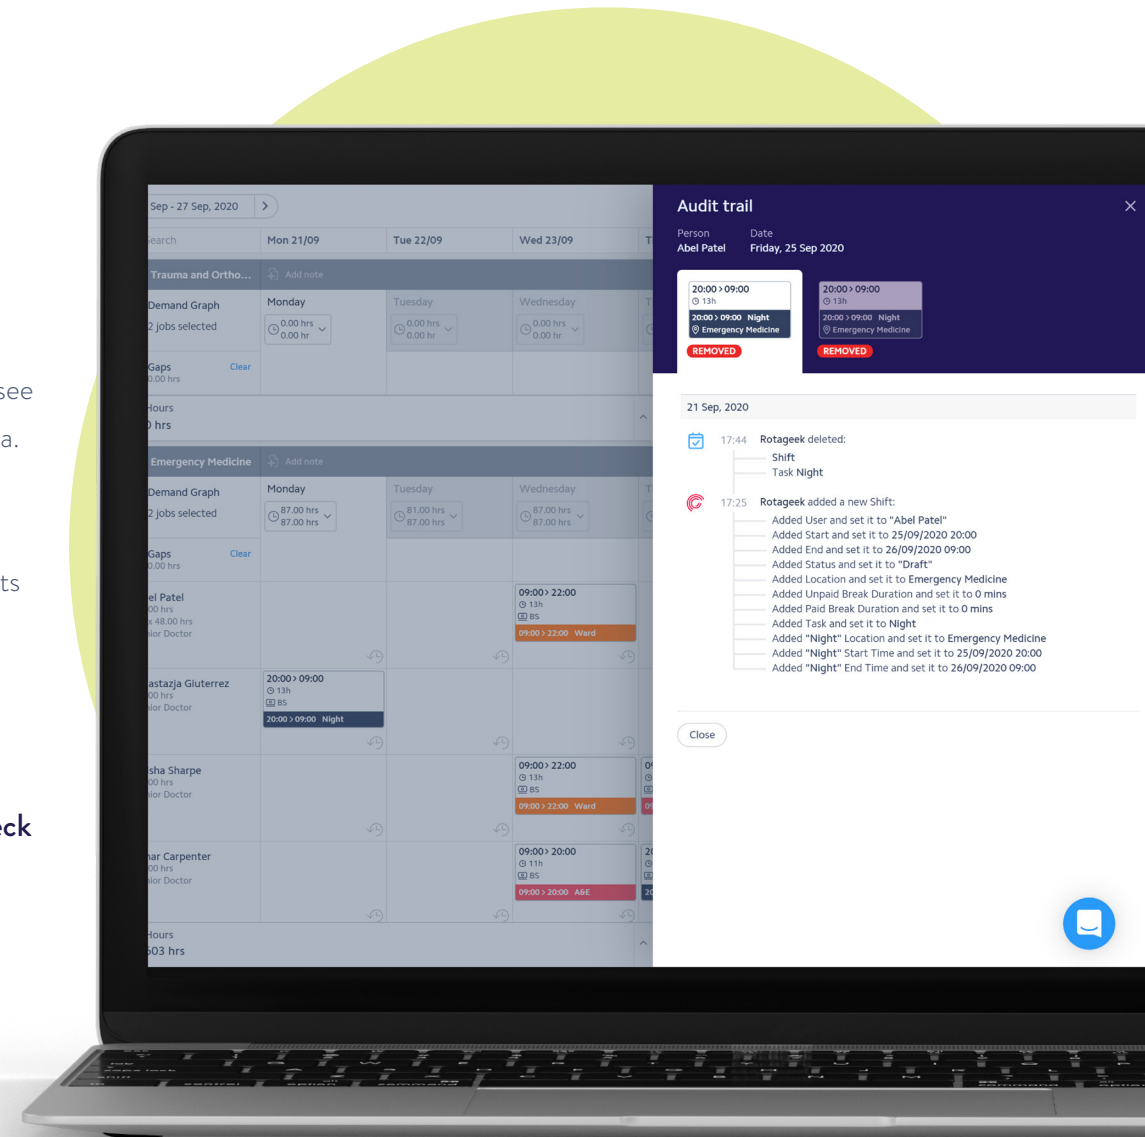 see
a.
ts
eck
Sep - 27 Sep, 2020
Search
Mon 21/09
Tue 22/09
Wed 23/09
T
Trauma and Ortho...
Add note
Demand Graph
2 jobs selected
Monday
0.00 hrs
0.00 hr
Tuesday
0.00 hrs
0.00 hr
Wednesday
0.00 hrs
0.00 hr
T
Gaps
0.00 hrs
Clear
Hours
0 hrs
Emergency Medicine
Add note
Demand Graph
2 jobs selected
Monday
87.00 hrs
87.00 hrs
Tuesday
81.00 hrs
87.00 hrs
Wednesday
87.00 hrs
87.00 hrs
T
Gaps
0.00 hrs
Clear
el Patel
00 hrs
x 48.00 hrs
nior Doctor
09:00 > 22:00
13h
BS
09:00 > 22:00 Ward
astazja Giuterrez
00 hrs
nior Doctor
20:00 > 09:00
13h
BS
20:00 > 09:00 Night
isha Sharpe
00 hrs
nior Doctor
09:00 > 22:00
13h
BS
09:00 > 22:00 Ward
09
09
mar Carpenter
00 hrs
nior Doctor
09:00 > 20:00
11h
BS
09:00 > 20:00 A&E
20
20
Hours
603 hrs
Audit trail
Person
Abel Patel
Date
Friday, 25 Sep 2020
20:00 > 09:00
13h
20:00 > 09:00 Night
Emergency Medicine
REMOVED
20:00 > 09:00
13h
20:00 > 09:00 Night
Emergency Medicine
REMOVED
21 Sep, 2020
17:44 Rotageek deleted:
Shift
Task Night
17:25 Rotageek added a new Shift:
Added User and set it to "Abel Patel"
Added Start and set it to 25/09/2020 20:00
Added End and set it to 26/09/2020 09:00
Added Status and set it to "Draft"
Added Location and set it to Emergency Medicine
Added Unpaid Break Duration and set it to 0 mins
Added Paid Break Duration and set it to 0 mins
Added Task and set it to Night
Added "Night" Location and set it to Emergency Medicine
Added "Night" Start Time and set it to 25/09/2020 20:00
Added "Night" End Time and set it to 26/09/2020 09:00
Close